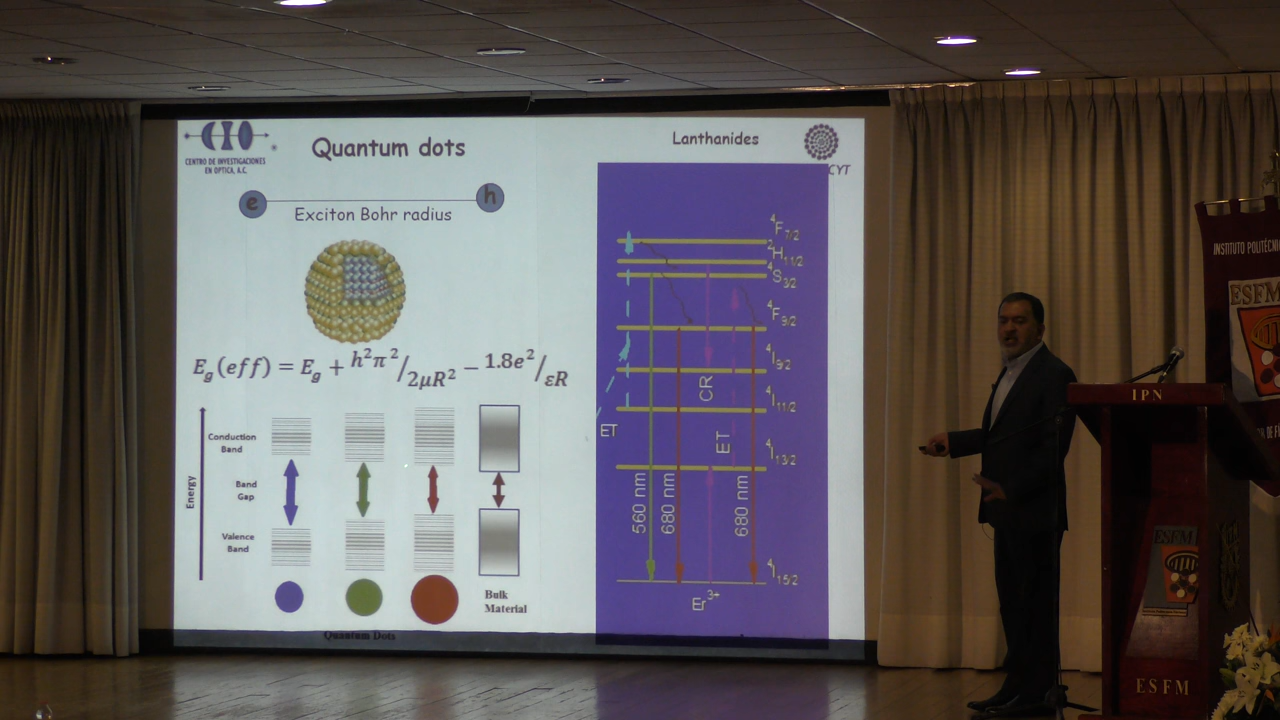 CIO
CENTRO DE INVESTIGACIONES
EN OPTICA, A.C.
Quantum dots
Lanthanides
CYT
e
h
Exciton Bohr radius
E_g(eff) = E_g + h²π²/2μR² − 1.8e²/εR
Energy
Conduction
Band
Band
Gap
Valence
Band
Bulk
Material
Quantum Dots
⁴F₇/₂
²H₁₁/₂
⁴S₃/₂
⁴F₉/₂
⁴I₉/₂
⁴I₁₁/₂
⁴I₁₃/₂
⁴I₁₅/₂
ET
CR
ET
560 nm
680 nm
680 nm
Er³⁺
INSTITUTO POLITÉCNI
ESFM
IPN
ESFM
ESFM